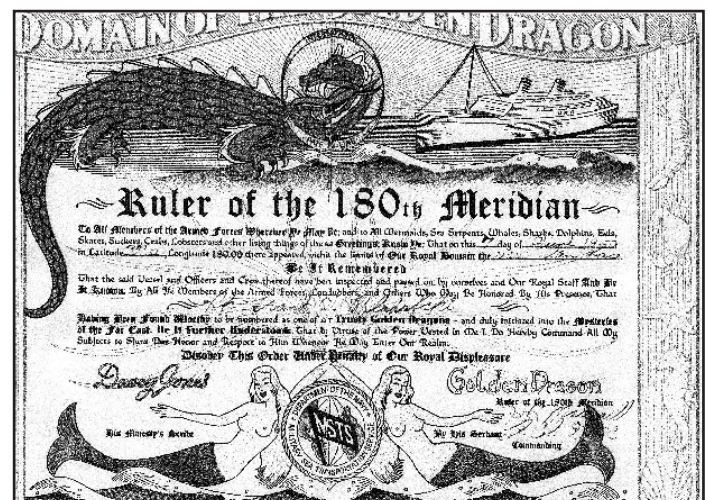 DOMAIN OF THE GOLDEN DRAGON
Ruler of the 180th Meridian
To All Members of the Armed Forces Wherever Ye May Be; and to All Mermaids, Sea Serpents, Whales, Sharks, Dolphins, Eels,
Skates, Suckers, Crabs, Lobsters and other living things of the sea Greetings: Know Ye: That on this day of
in Latitude Longitude 180.00 there appeared, within the limits of Our Royal Domain the
Be It Remembered
That the said Vessel and Officers and Crew thereof have been inspected and passed on by ourselves and Our Royal Staff And Be
It Known: By All Ye Members of the Armed Forces, Landlubbers, and Others Who May Be Honored By His Presence, That
Having Been Found Worthy to be numbered as one of our Trusty Golden Dragons - and duly initiated into the Mysteries
of the Far East. Be It Further Understood: That by Virtue of the Power Vested in Me I Do Hereby Command All My
Subjects to Show Due Honor and Respect to Him Whenever He May Enter Our Realm.
Disobey This Order Under Penalty of Our Royal Displeasure
Davey Jones
Golden Dragon
Ruler of the 180th Meridian
DEPARTMENT OF THE NAVY
MSTS
MILITARY SEA TRANSPORTATION SERVICE
His Majesty's Scribe
By His Servant
Commanding